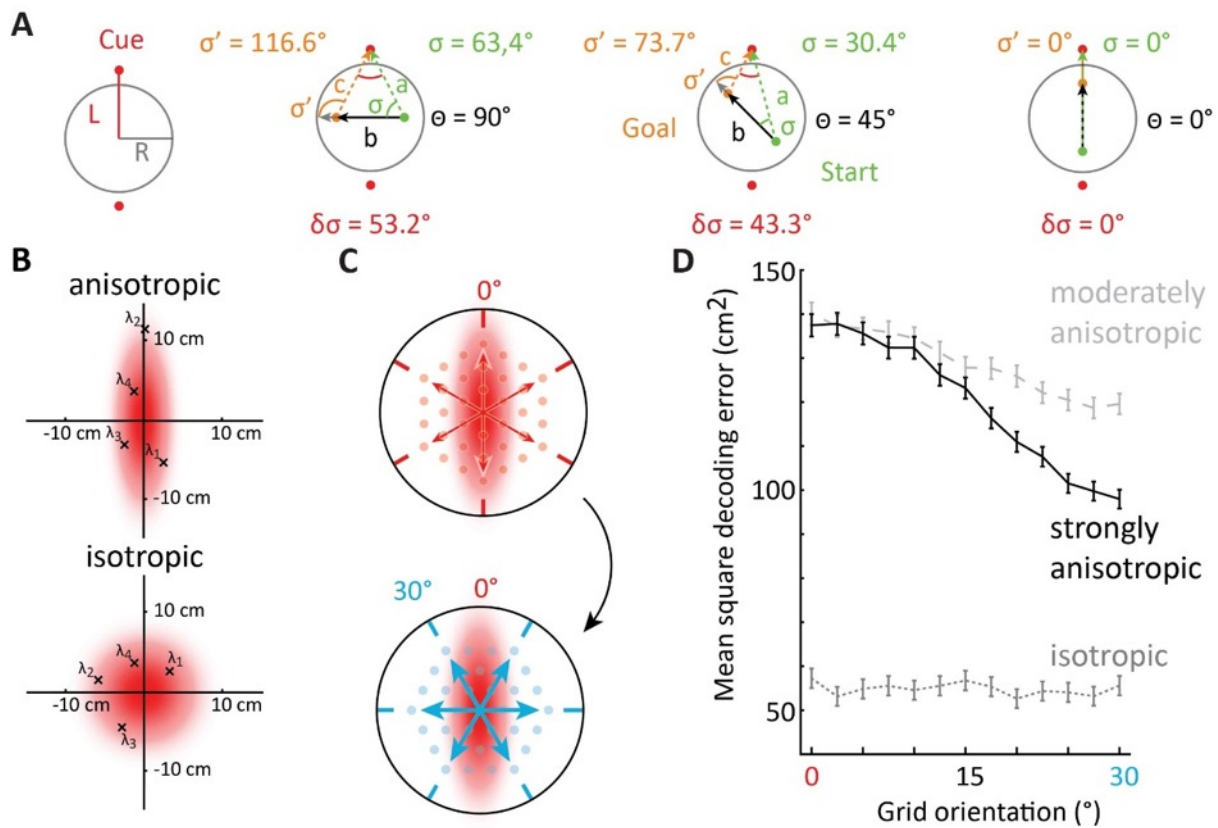 A
Cue
L
R
σ' = 116.6°
σ = 63,4°
c
a
σ'
σ
b
Θ = 90°
σ' = 73.7°
σ = 30.4°
σ'
c
a
Goal
b
σ
Θ = 45°
Start
σ' = 0°
σ = 0°
Θ = 0°
δσ = 53.2°
δσ = 43.3°
δσ = 0°
B
anisotropic
λ2
10 cm
λ4
-10 cm
10 cm
λ3
λ1
-10 cm
isotropic
10 cm
λ4
λ1
λ2
-10 cm
10 cm
λ3
-10 cm
C
0°
30°
0°
D
Mean square decoding error (cm²)
150
100
50
moderately
anisotropic
strongly
anisotropic
isotropic
0
15
30
Grid orientation (°)